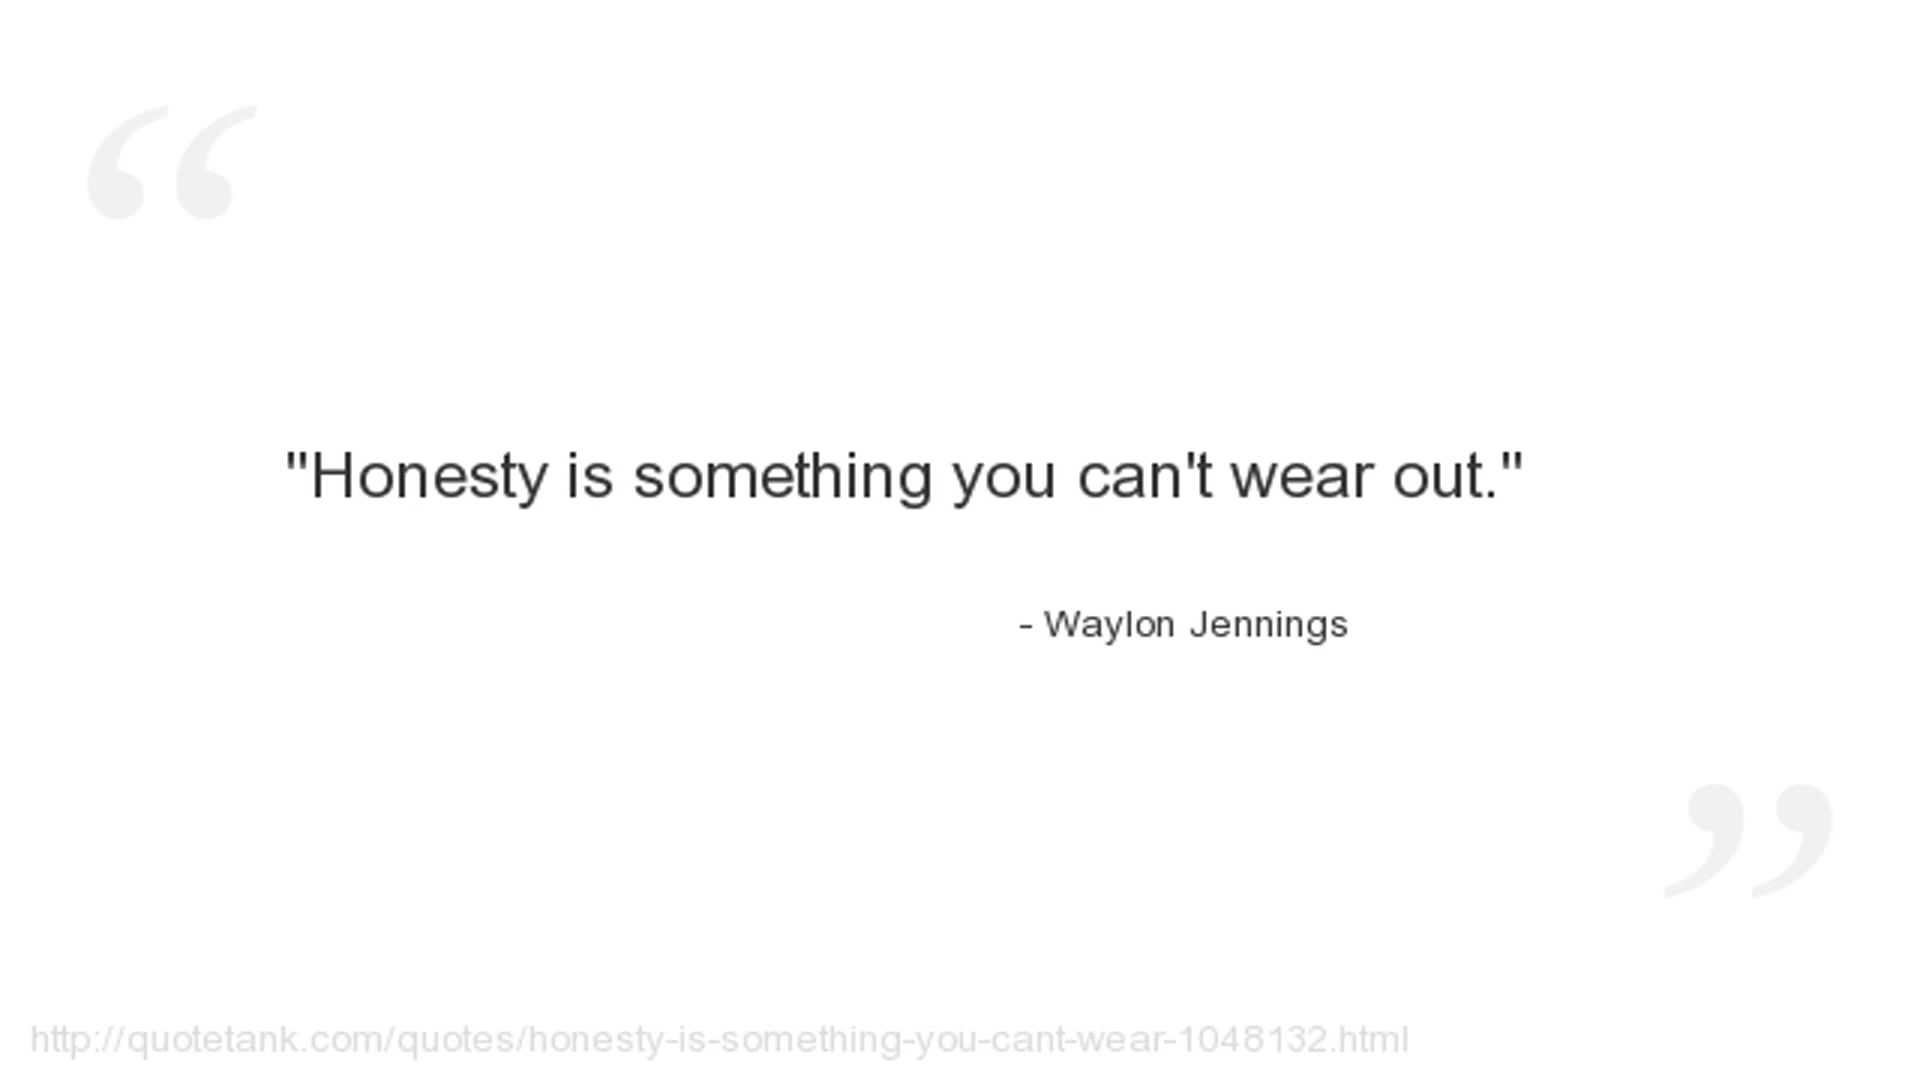 "Honesty is something you can't wear out."
- Waylon Jennings
http://quotetank.com/quotes/honesty-is-something-you-cant-wear-1048132.html